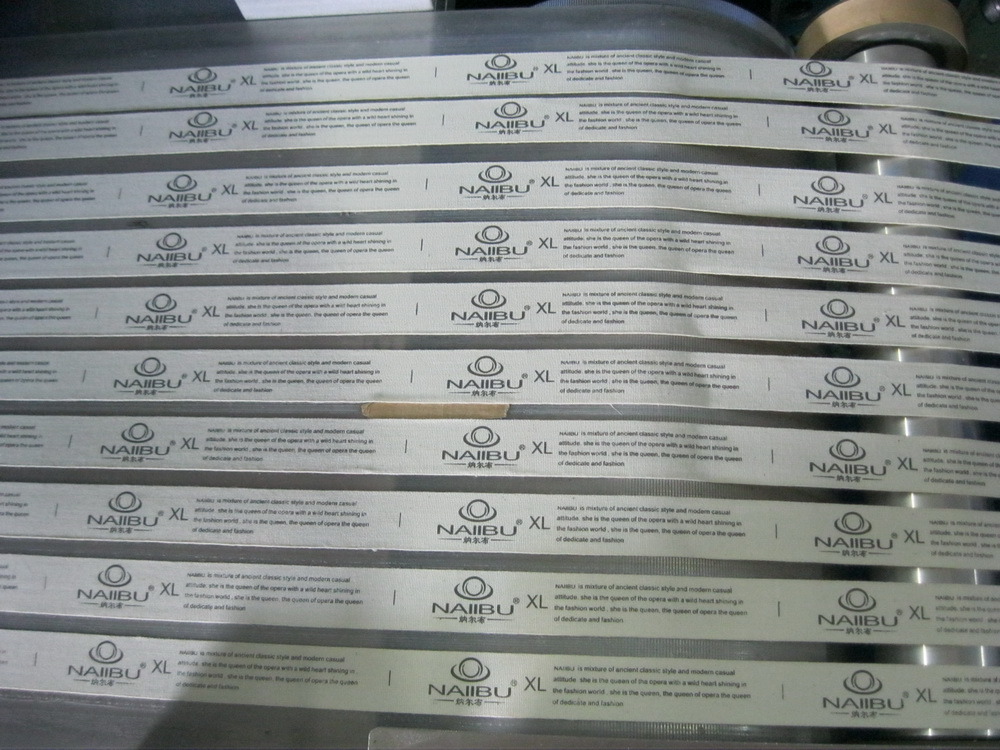 NAIIBU® XL
纳尔布
NAIIBU is mixture of ancient classic style and modern casual
attitude. she is the queen of the opera with a wild heart shining in
the fashion world . she is the queen, the queen of opera the queen
of dedicate and fashion